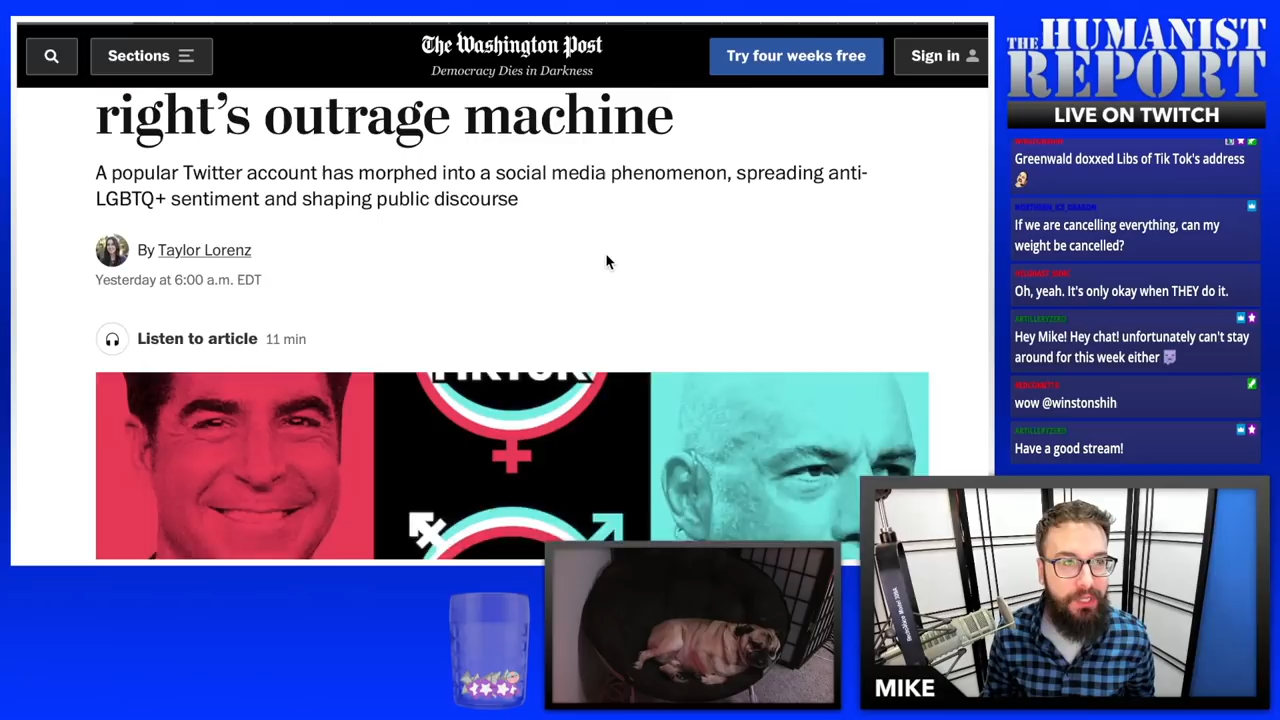 Sections
The Washington Post
Democracy Dies in Darkness
Try four weeks free
Sign in
right's outrage machine
A popular Twitter account has morphed into a social media phenomenon, spreading anti-
LGBTQ+ sentiment and shaping public discourse
By Taylor Lorenz
Yesterday at 6:00 a.m. EDT
Listen to article 11 min
TIKTOK
THE HUMANIST
REPORT
LIVE ON TWITCH
Greenwald doxxed Libs of Tik Tok's address
If we are cancelling everything, can my
weight be cancelled?
Oh, yeah. It's only okay when THEY do it.
ARTILLERYZERO
Hey Mike! Hey chat! unfortunately can't stay
around for this week either
wow @winstonshih
ARTILLERYZERO
Have a good stream!
MIKE